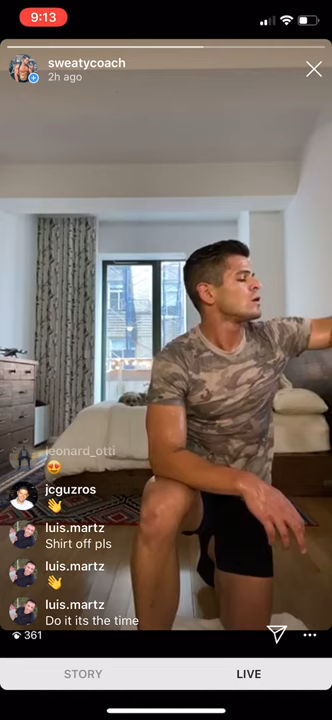 9:13
sweatycoach
2h ago
leonard_otti
😍
jcguzros
👋
luis.martz
Shirt off pls
luis.martz
👋
luis.martz
Do it its the time
361
STORY
LIVE